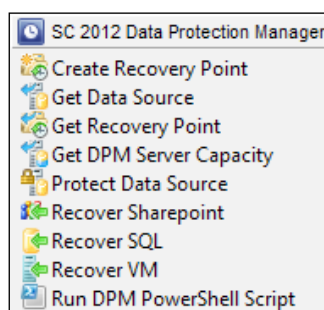 SC 2012 Data Protection Manager
Create Recovery Point
Get Data Source
Get Recovery Point
Get DPM Server Capacity
Protect Data Source
Recover Sharepoint
Recover SQL
Recover VM
Run DPM PowerShell Script